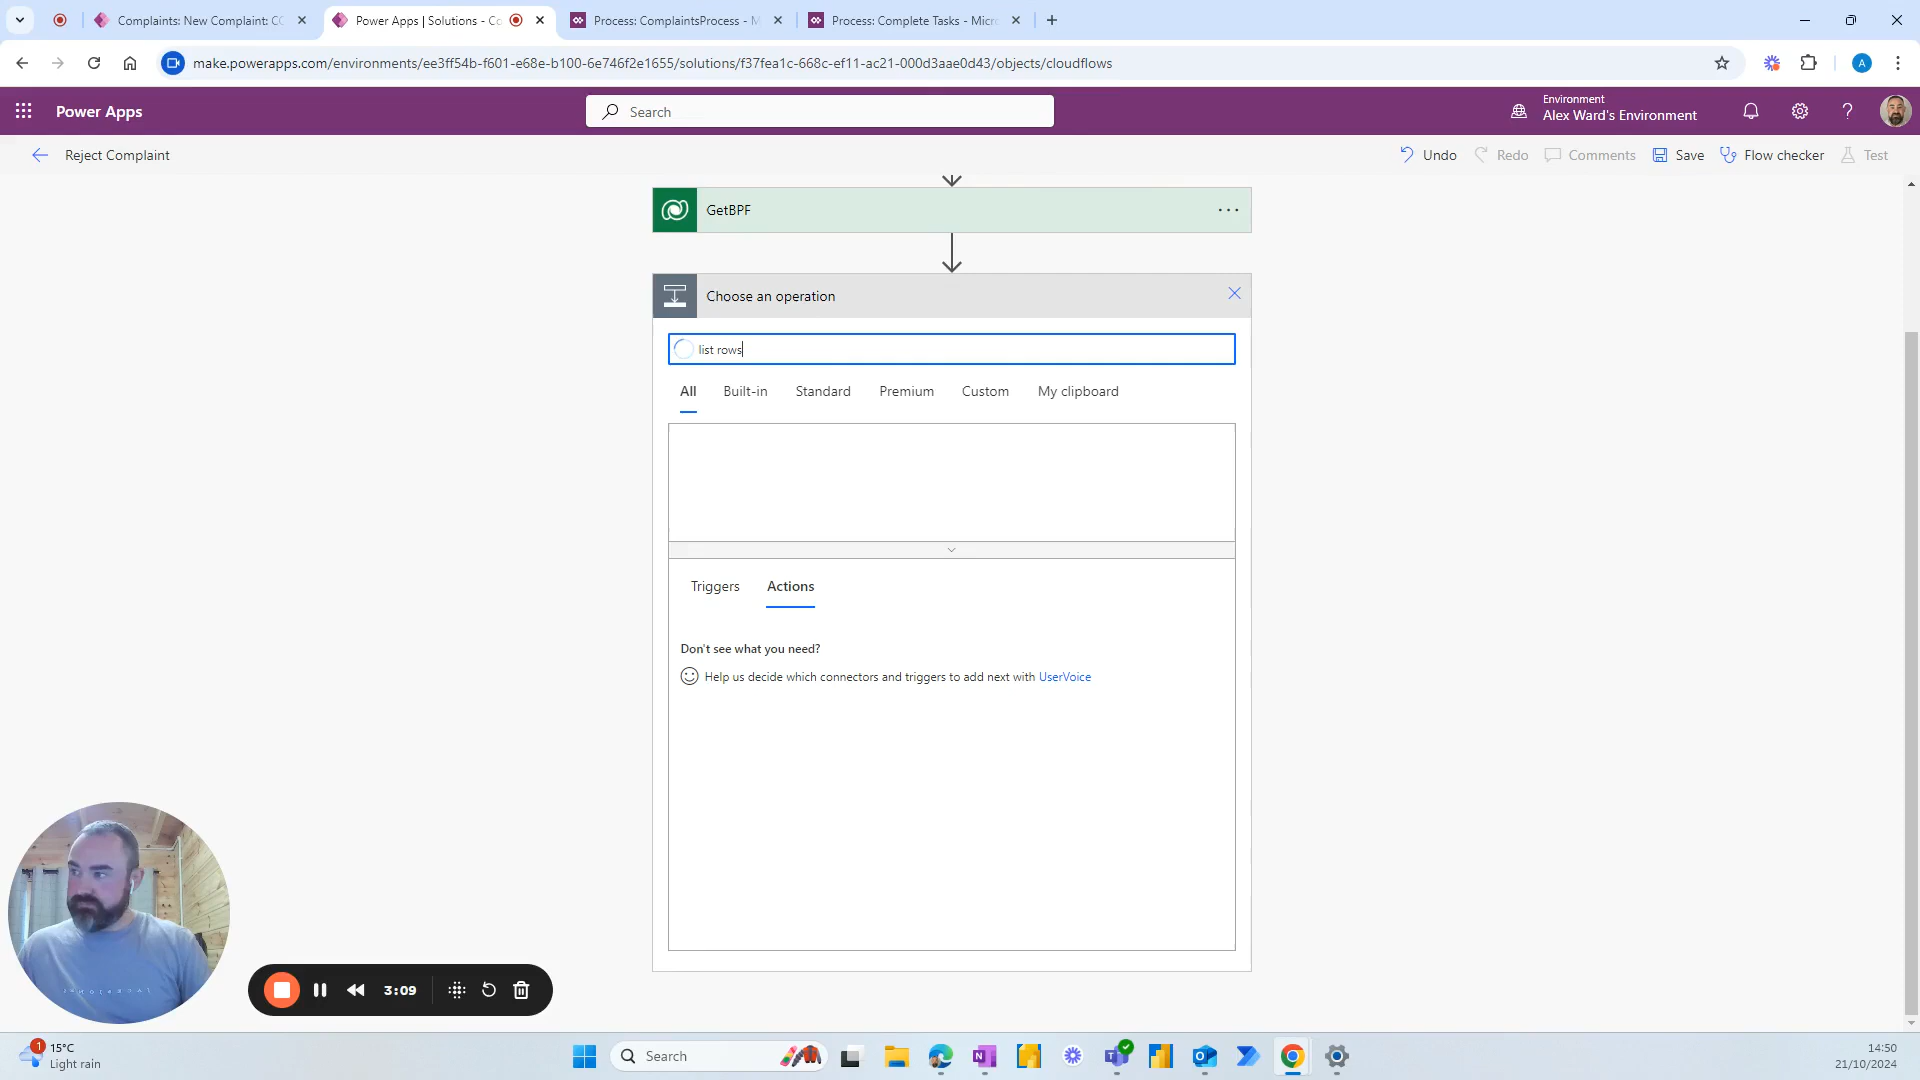 Complaints: New Complaint: CC
Power Apps | Solutions - Co
Process: ComplaintsProcess - M
Process: Complete Tasks - Micro
make.powerapps.com/environments/ee3ff54b-f601-e68e-b100-6e746f2e1655/solutions/f37fea1c-668c-ef11-ac21-000d3aae0d43/objects/cloudflows
A
Power Apps
Search
Environment
Alex Ward's Environment
Reject Complaint
Undo
Redo
Comments
Save
Flow checker
Test
GetBPF
Choose an operation
list rows
All
Built-in
Standard
Premium
Custom
My clipboard
Triggers
Actions
Don't see what you need?
Help us decide which connectors and triggers to add next with UserVoice
3:09
1
15°C
Light rain
Search
14:50
21/10/2024